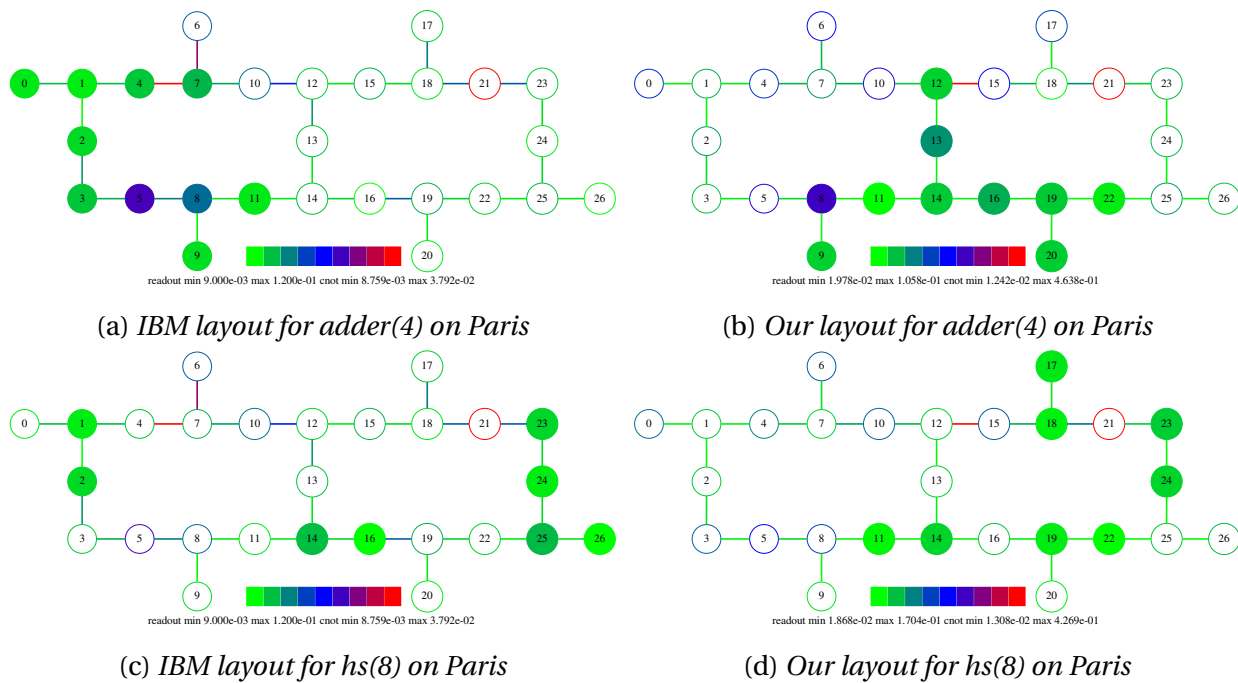 6 17
0 1 4 7 10 12 15 18 21 23
2 13 24
3 5 8 11 14 16 19 22 25 26
9 20
readout min 9.000e-03 max 1.200e-01 cnot min 8.759e-03 max 3.792e-02
(a) IBM layout for adder(4) on Paris
6 17
0 1 4 7 10 12 15 18 21 23
2 13 24
3 5 8 11 14 16 19 22 25 26
9 20
readout min 1.978e-02 max 1.058e-01 cnot min 1.242e-02 max 4.638e-01
(b) Our layout for adder(4) on Paris
6 17
0 1 4 7 10 12 15 18 21 23
2 13 24
3 5 8 11 14 16 19 22 25 26
9 20
readout min 9.000e-03 max 1.200e-01 cnot min 8.759e-03 max 3.792e-02
(c) IBM layout for hs(8) on Paris
6 17
0 1 4 7 10 12 15 18 21 23
2 13 24
3 5 8 11 14 16 19 22 25 26
9 20
readout min 1.868e-02 max 1.704e-01 cnot min 1.308e-02 max 4.269e-01
(d) Our layout for hs(8) on Paris